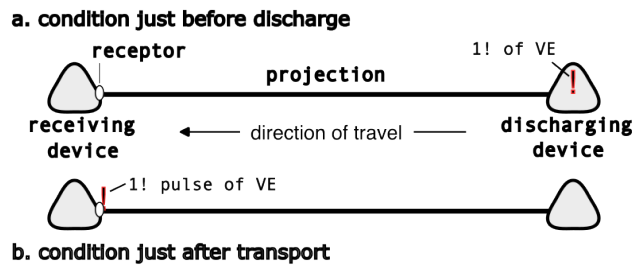 a. condition just before discharge
receptor
1! of VE
projection
!
receiving
device
direction of travel
discharging
device
!
1! pulse of VE
b. condition just after transport